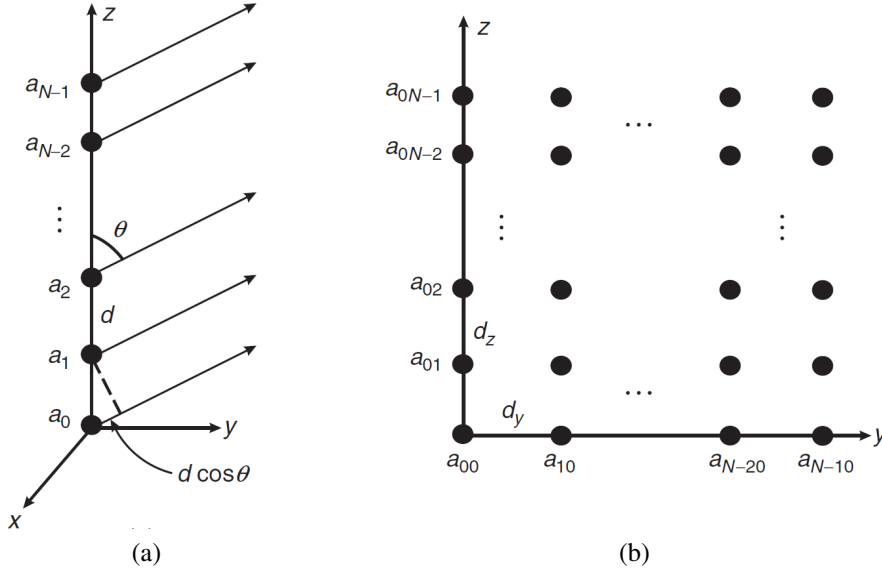 z
a_{N–1}
a_{N–2}
⋮
θ
a_2
d
a_1
a_0
y
d cosθ
x
(a)
z
a_{0N–1}
...
a_{0N–2}
⋮ ⋮
a_{02}
d_z
a_{01}
...
d_y
y
a_{00} a_{10} a_{N–20} a_{N–10}
(b)